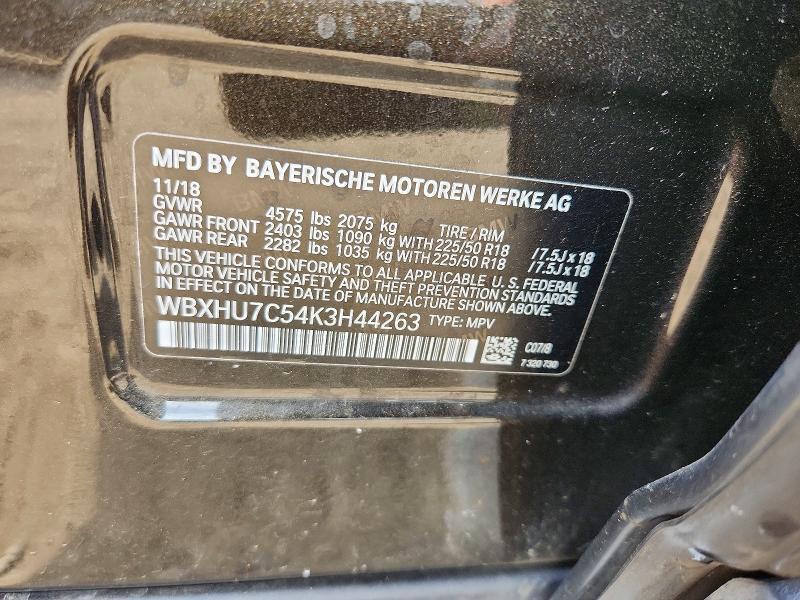 MFD BY BAYERISCHE MOTOREN WERKE AG
11/18
GVWR 4575 lbs 2075 kg TIRE / RIM
GAWR FRONT 2403 lbs 1090 kg WITH 225/50 R18 / 7.5J x 18
GAWR REAR 2282 lbs 1035 kg WITH 225/50 R18 / 7.5J x 18
THIS VEHICLE CONFORMS TO ALL APPLICABLE U. S. FEDERAL
MOTOR VEHICLE SAFETY AND THEFT PREVENTION STANDARDS
IN EFFECT ON THE DATE OF MANUFACTURE SHOWN ABOVE.
WBXHU7C54K3H44263 TYPE: MPV
C07/8
7 320 730